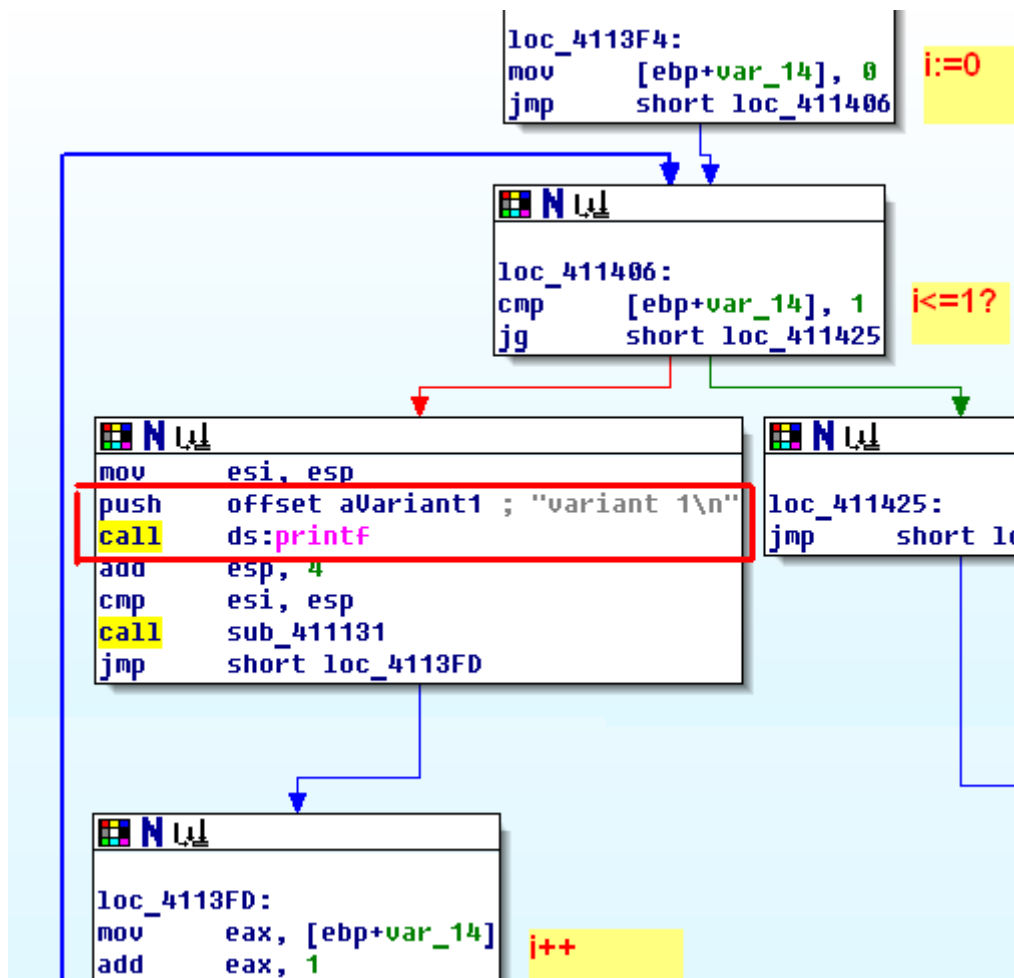 loc_4113F4:
mov [ebp+var_14], 0
jmp short loc_411406
i:=0
N
loc_411406:
cmp [ebp+var_14], 1
jg short loc_411425
i<=1?
N
mov esi, esp
push offset aVariant1 ; "variant 1\n"
call ds:printf
add esp, 4
cmp esi, esp
call sub_411131
jmp short loc_4113FD
N
loc_411425:
jmp short
N
loc_4113FD:
mov eax, [ebp+var_14]
add eax, 1
i++